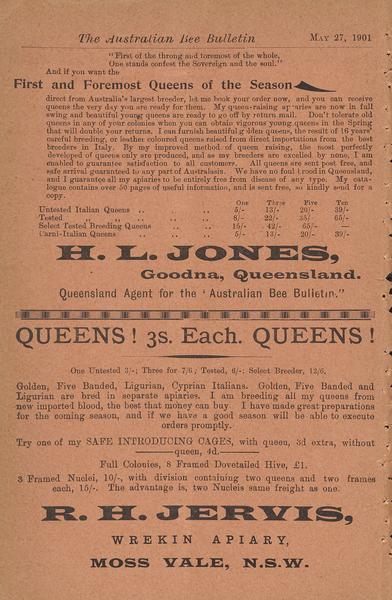 The Australian Bee Bulletin MAY 27, 1901
"First of the throng and foremost of the whole,
One stands confest the Sovereign and the soul."
And if you want the
First and Foremost Queens of the Season
direct from Australia's largest breeder, let me book your order now, and you can receive
queens the very day you are ready for them. My queen-raising apiaries are now in full
swing and beautiful young queens are ready to go off by return mail. Don't tolerate old
queens in any of your colonies when you can obtain vigorous young queens in the Spring
that will double your returns. I can furnish beautiful golden queens, the result of 16 years'
careful breeding, or leather coloured queens raised from direct importations from the best
breeders in Italy. By my improved method of queen raising, the most perfectly
developed of queens only are produced, and as my breeders are excelled by none, I am
enabled to guarantee satisfaction to all customers. All queens are sent post free, and
safe arrival guaranteed to any part of Australasia. We have no foul brood in Queensland,
and I guarantee all my apiaries to be entirely free from disease of any type. My cata-
logue contains over 50 pages of useful information, and is sent free, so kindly send for a
copy.
One Three Five Ten
Untested Italian Queens .. .. .. 5/- 13/- 20/- 39/-
Tested ,, ,, .. .. .. 8/- 22/- 35/- 65/-
Select Tested Breeding Queens .. .. 15/- 42/- 65/- —
Carni-Italian Queens .. .. .. 5/- 13/- 20/- 39/-
H. L. JONES,
Goodna, Queensland.
Queensland Agent for the 'Australian Bee Bulletin."
QUEENS! 3s. Each. QUEENS!
One Untested 3/-; Three for 7/6; Tested, 6/-; Select Breeder, 12/6.
Golden, Five Banded, Ligurian, Cyprian Italians. Golden, Five Banded and
Ligurian are bred in separate apiaries. I am breeding all my queens from
new imported blood, the best that money can buy. I have made great preparations
for the coming season, and if we have a good season will be able to execute
orders promptly.
Try one of my SAFE INTRODUCING CAGES, with queen, 3d extra, without
queen, 4d.
Full Colonies, 8 Framed Dovetailed Hive, £1.
3 Framed Nuclei, 10/-, with division containing two queens and two frames
each, 15/-. The advantage is, two Nucleis same freight as one.
R. H. JERVIS,
WREKIN APIARY,
MOSS VALE, N.S.W.